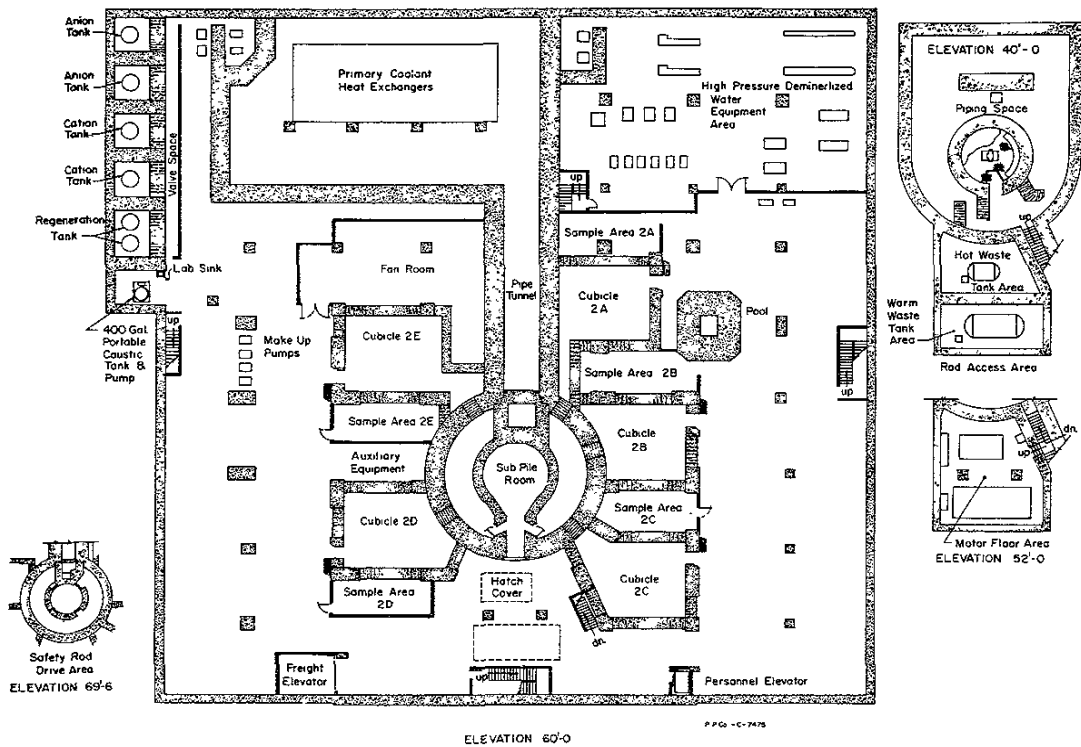 Anion
Tank
Anion
Tank
Cation
Tank
Cation
Tank
Regeneration
Tank
Valve Space
Lab Sink
400 Gal.
Portable
Caustic
Tank &
Pump
up
Primary Coolant
Heat Exchangers
High Pressure Demineralized
Water
Equipment
Area
up
Sample Area 2A
Fan Room
Pipe
Tunnel
Cubicle
2A
Pool
Make Up
Pumps
Cubicle 2E
Sample Area 2B
up
Sample Area 2E
Auxiliary
Equipment
Cubicle
2B
Sub Pile
Room
Sample Area
2C
Cubicle 2D
Sample Area
2D
Hatch
Cover
Cubicle
2C
dn.
Freight
Elevator
up
Personnel Elevator
PPCo -C-7475
ELEVATION 60'-0
Safety Rod
Drive Area
ELEVATION 69'-6
ELEVATION 40'-0
Piping Space
up
Hot Waste
Tank Area
Warm
Waste
Tank
Area
Rod Access Area
dn.
up
Motor Floor Area
ELEVATION 52'-0